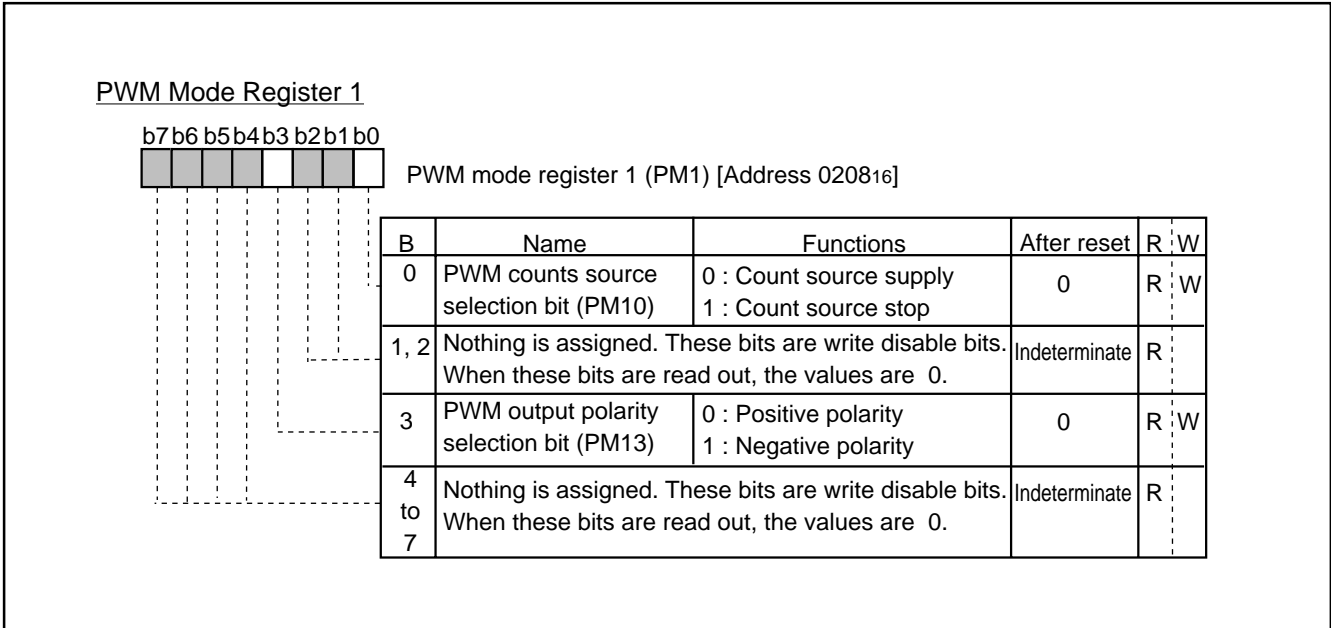 PWM Mode Register 1
b7 b6 b5 b4 b3 b2 b1 b0
PWM mode register 1 (PM1) [Address 020816]
B Name Functions After reset R W
0 PWM counts source selection bit (PM10) 0 : Count source supply 1 : Count source stop 0 R W
1, 2 Nothing is assigned. These bits are write disable bits. When these bits are read out, the values are 0. Indeterminate R
3 PWM output polarity selection bit (PM13) 0 : Positive polarity 1 : Negative polarity 0 R W
4 to 7 Nothing is assigned. These bits are write disable bits. When these bits are read out, the values are 0. Indeterminate R